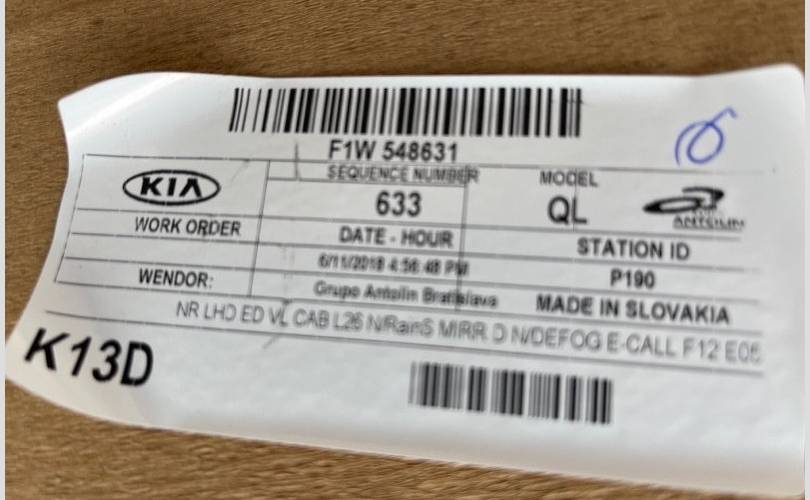 F1W 548631
KIA
SEQUENCE NUMBER
MODEL
633
QL
ANTOLIN
WORK ORDER
DATE - HOUR
STATION ID
6/11/2018 4:56:48 PM
P190
WENDOR:
Grupo Antolin Bratislava
MADE IN SLOVAKIA
NR LHD ED VL CAB L26 N/RainS MIRR D N/DEFOG E-CALL F12
K13D